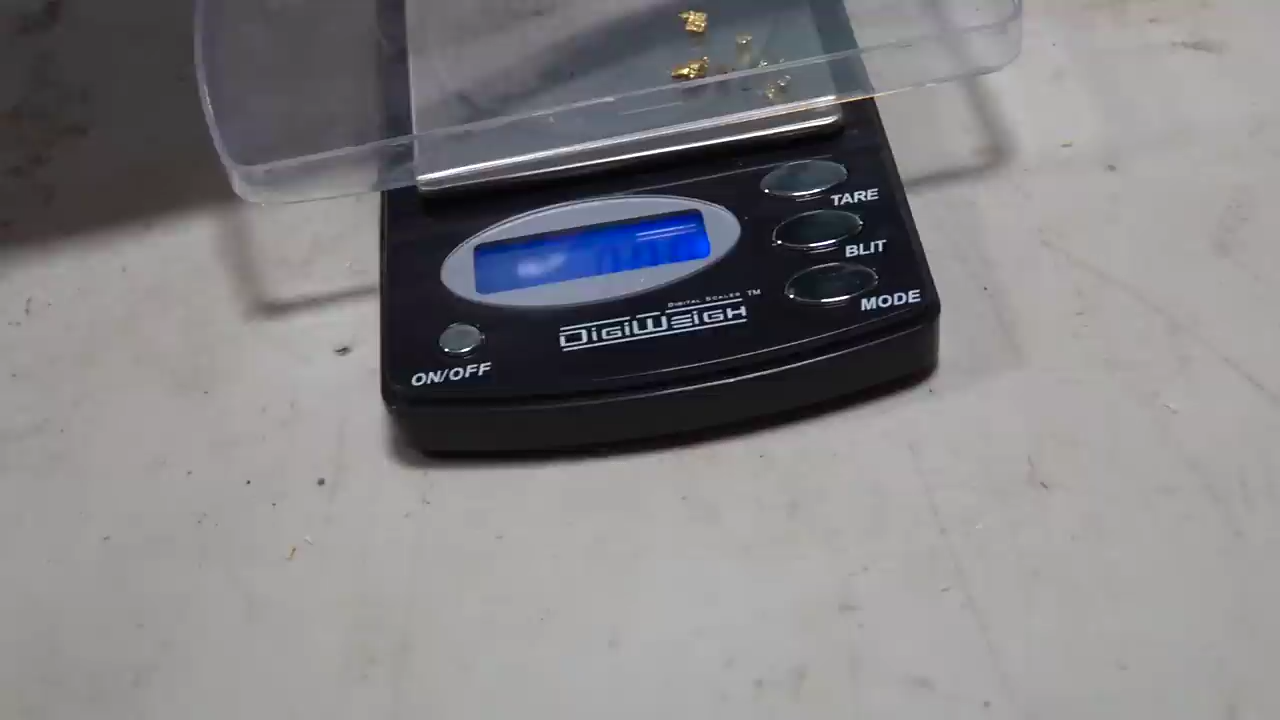 TARE
BLIT
MODE
DIGITAL SCALES ™
DIGIWEIGH
ON/OFF